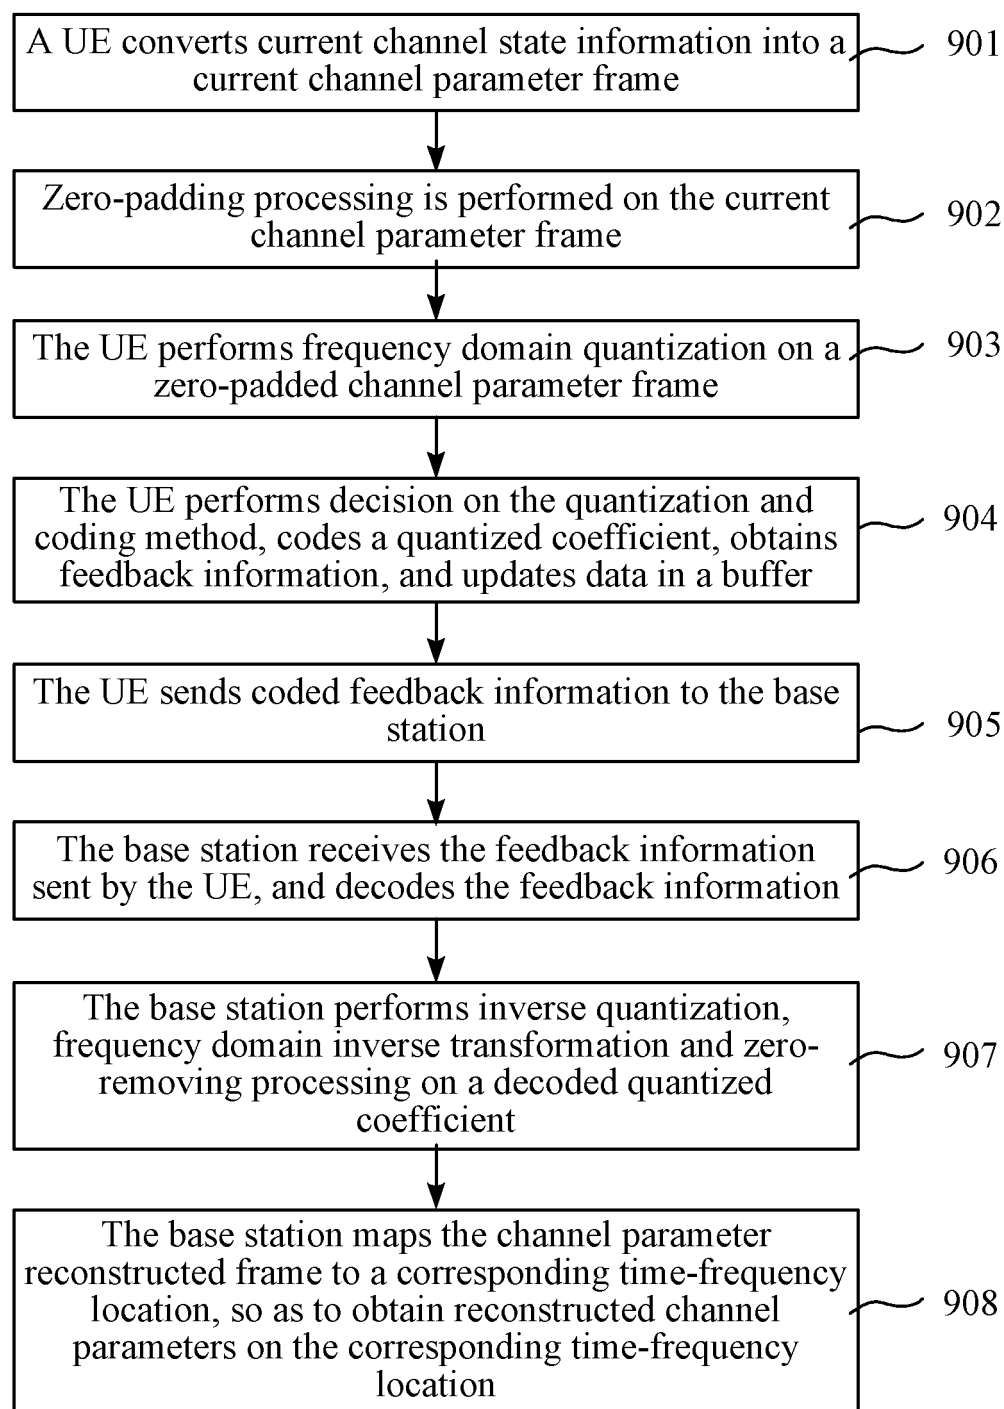 A UE converts current channel state information into a
current channel parameter frame
901
Zero-padding processing is performed on the current
channel parameter frame
902
The UE performs frequency domain quantization on a
zero-padded channel parameter frame
903
The UE performs decision on the quantization and
coding method, codes a quantized coefficient, obtains
feedback information, and updates data in a buffer
904
The UE sends coded feedback information to the base
station
905
The base station receives the feedback information
sent by the UE, and decodes the feedback information
906
The base station performs inverse quantization,
frequency domain inverse transformation and zero-
removing processing on a decoded quantized
coefficient
907
The base station maps the channel parameter
reconstructed frame to a corresponding time-frequency
location, so as to obtain reconstructed channel
parameters on the corresponding time-frequency
location
908